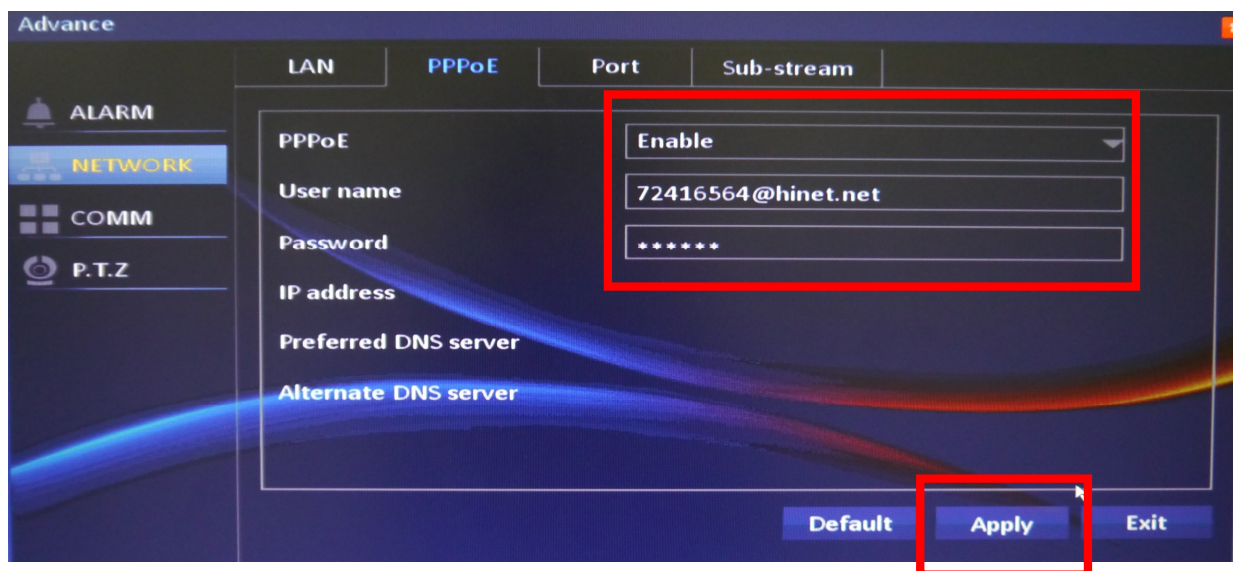 Advance
LAN PPPoE Port Sub-stream
ALARM
NETWORK
COMM
P.T.Z
PPPoE Enable
User name 72416564@hinet.net
Password ******
IP address
Preferred DNS server
Alternate DNS server
Default Apply Exit